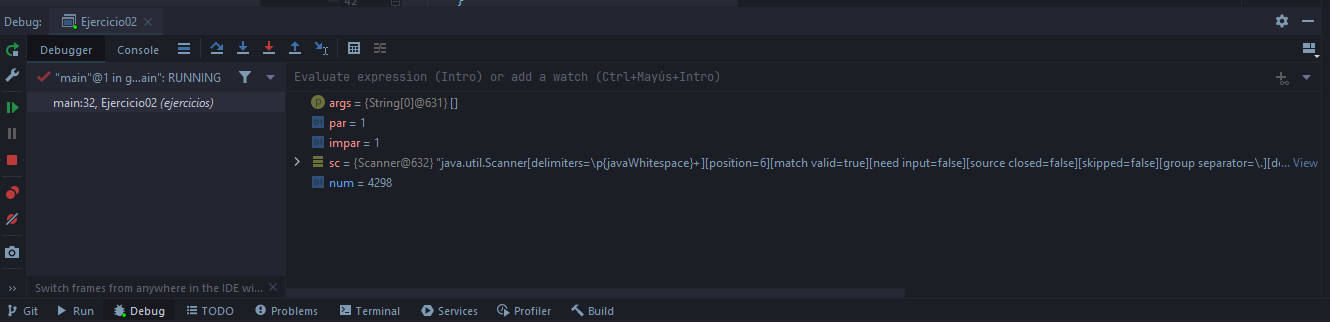 42 }
Debug: Ejercicio02
Debugger Console
"main"@1 in g...ain": RUNNING
Evaluate expression (Intro) or add a watch (Ctrl+Mayús+Intro)
main:32, Ejercicio02 (ejercicios)
args = {String[0]@631} []
par = 1
impar = 1
sc = {Scanner@632} "java.util.Scanner[delimiters=\p{javaWhitespace}+][position=6][match valid=true][need input=false][source closed=false][skipped=false][group separator=\.][de... View
num = 4298
Switch frames from anywhere in the IDE wi...
Git Run Debug TODO Problems Terminal Services Profiler Build